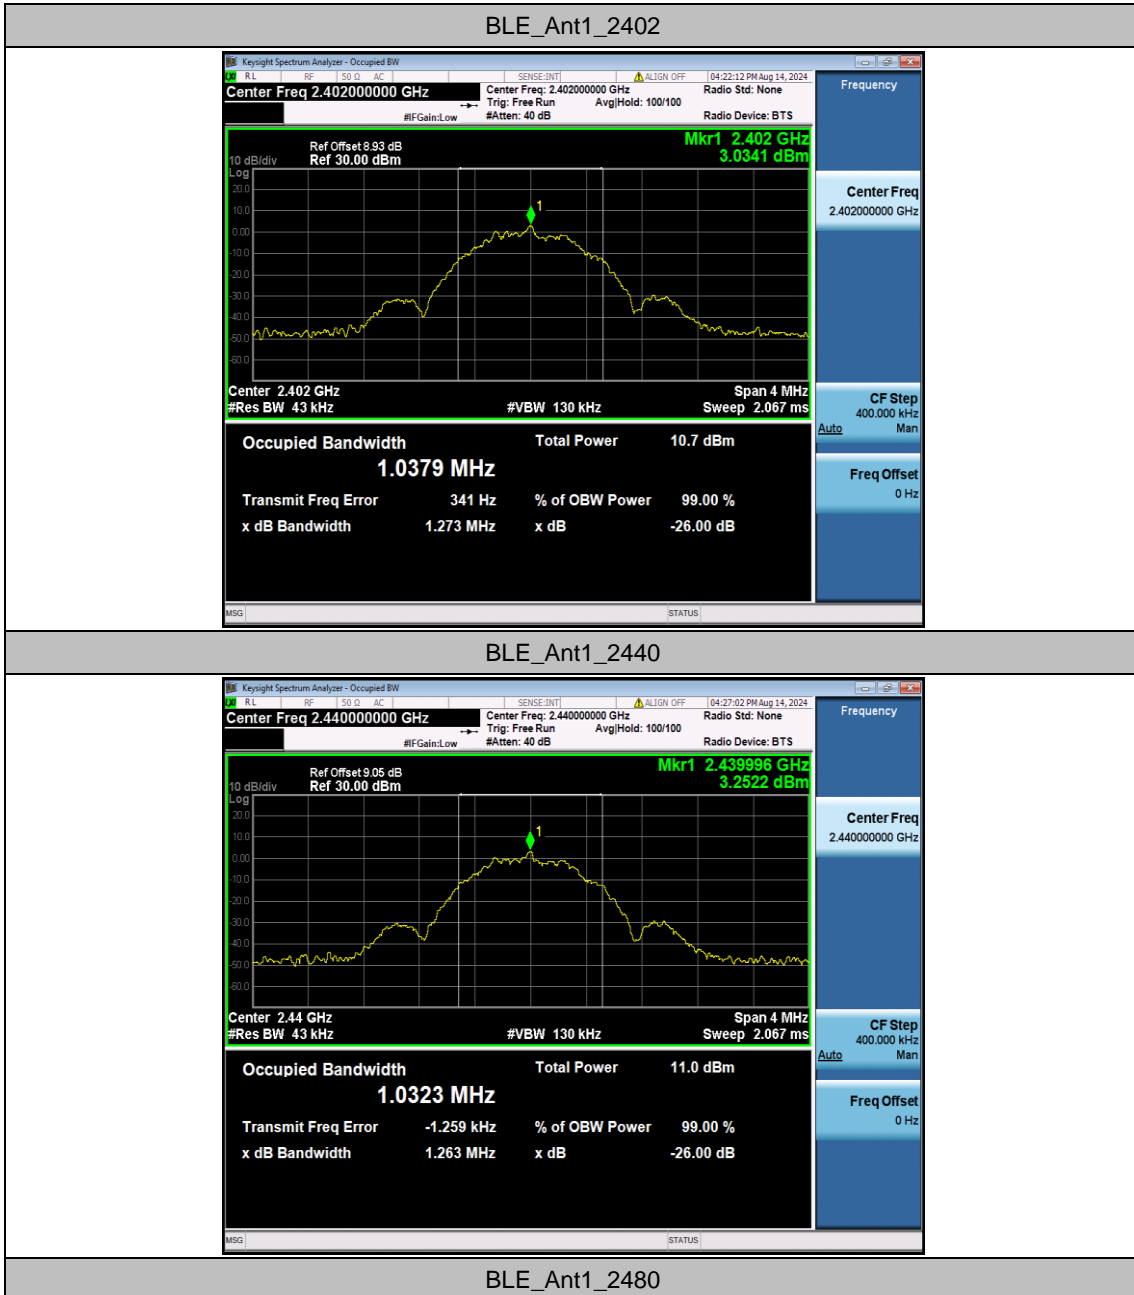 BLE_Ant1_2402
Keysight Spectrum Analyzer - Occupied BW
LXI RL RF 50 Ω AC SENSE:INT ALIGN OFF 04:22:12 PM Aug 14, 2024
Center Freq 2.402000000 GHz
Center Freq: 2.402000000 GHz
Radio Std: None
Trig: Free Run Avg|Hold: 100/100
#IFGain:Low #Atten: 40 dB Radio Device: BTS
Frequency
Mkr1 2.402 GHz
3.0341 dBm
Ref Offset 8.93 dB
10 dB/div Ref 30.00 dBm
Log
20.0
10.0
0.00
-10.0
-20.0
-30.0
-40.0
-50.0
-60.0
1
Center 2.402 GHz Span 4 MHz
#Res BW 43 kHz #VBW 130 kHz Sweep 2.067 ms
Center Freq
2.402000000 GHz
CF Step
400.000 kHz
Auto Man
Freq Offset
0 Hz
Occupied Bandwidth Total Power 10.7 dBm
1.0379 MHz
Transmit Freq Error 341 Hz % of OBW Power 99.00 %
x dB Bandwidth 1.273 MHz x dB -26.00 dB
MSG STATUS
BLE_Ant1_2440
Keysight Spectrum Analyzer - Occupied BW
LXI RL RF 50 Ω AC SENSE:INT ALIGN OFF 04:27:02 PM Aug 14, 2024
Center Freq 2.440000000 GHz
Center Freq: 2.440000000 GHz
Radio Std: None
Trig: Free Run Avg|Hold: 100/100
#IFGain:Low #Atten: 40 dB Radio Device: BTS
Frequency
Mkr1 2.439996 GHz
3.2522 dBm
Ref Offset 9.05 dB
10 dB/div Ref 30.00 dBm
Log
20.0
10.0
0.00
-10.0
-20.0
-30.0
-40.0
-50.0
-60.0
1
Center 2.44 GHz Span 4 MHz
#Res BW 43 kHz #VBW 130 kHz Sweep 2.067 ms
Center Freq
2.440000000 GHz
CF Step
400.000 kHz
Auto Man
Freq Offset
0 Hz
Occupied Bandwidth Total Power 11.0 dBm
1.0323 MHz
Transmit Freq Error -1.259 kHz % of OBW Power 99.00 %
x dB Bandwidth 1.263 MHz x dB -26.00 dB
MSG STATUS
BLE_Ant1_2480